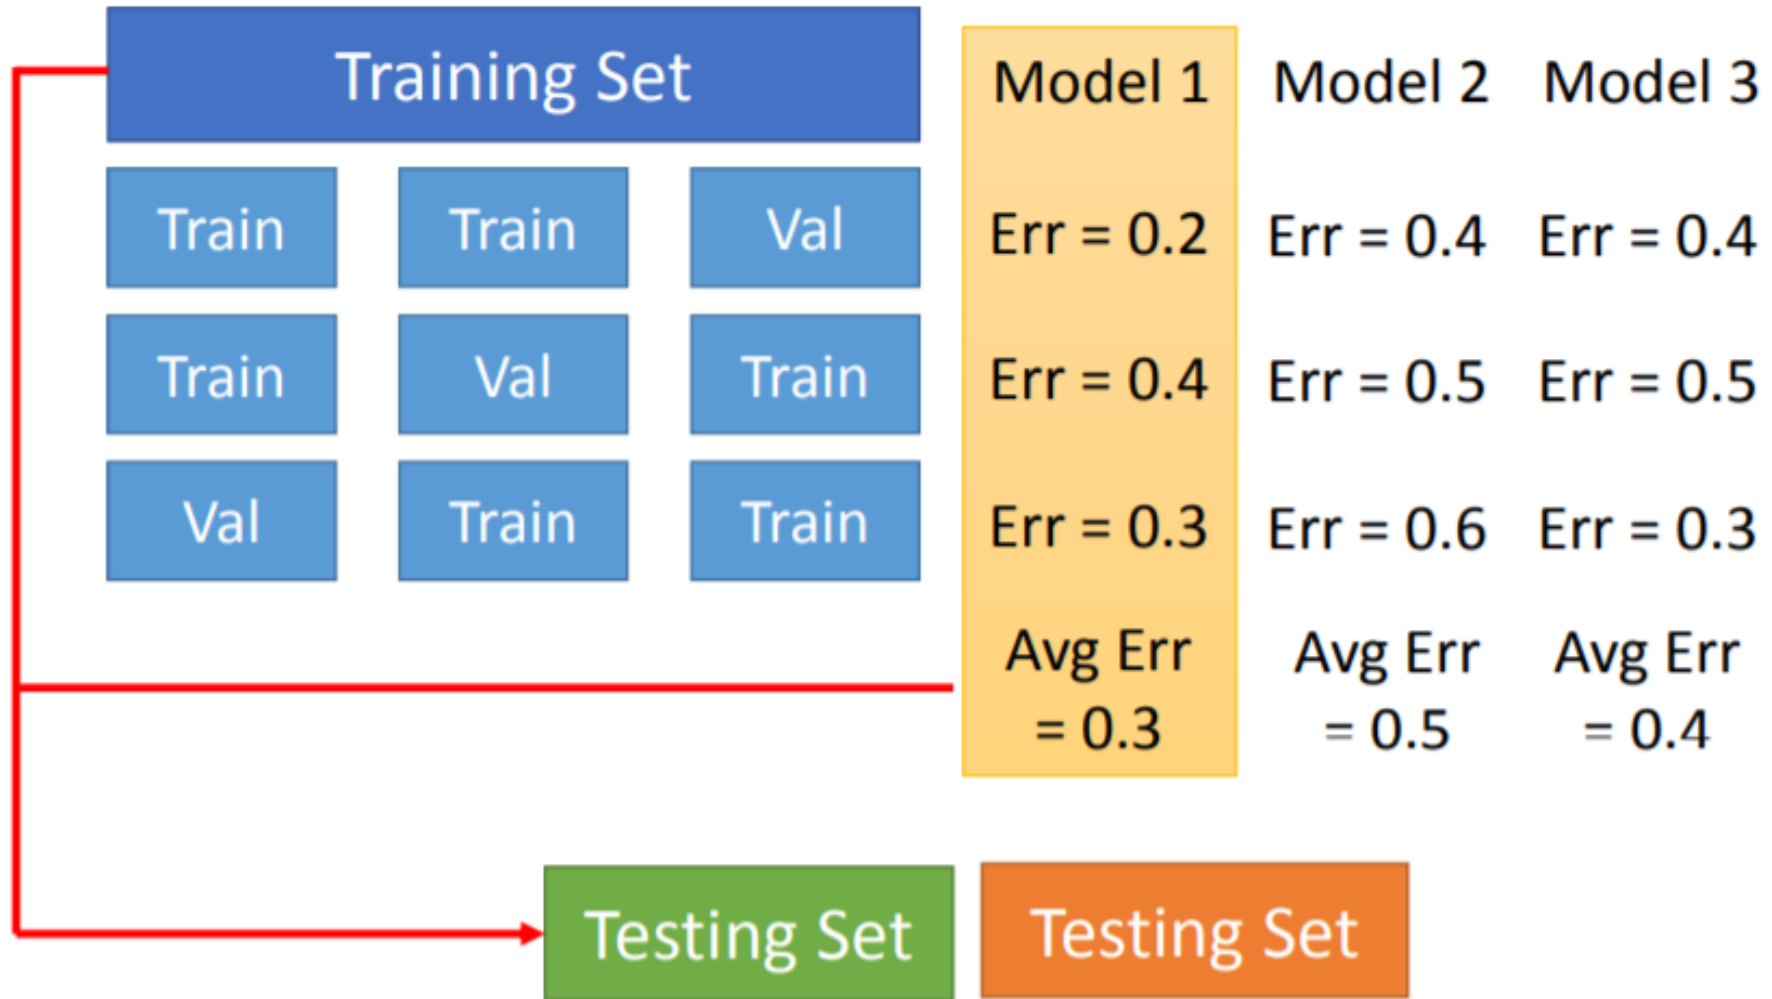 Training Set
Model 1 Model 2 Model 3
Train Train Val Err = 0.2 Err = 0.4 Err = 0.4
Train Val Train Err = 0.4 Err = 0.5 Err = 0.5
Val Train Train Err = 0.3 Err = 0.6 Err = 0.3
Avg Err Avg Err Avg Err
= 0.3 = 0.5 = 0.4
Testing Set Testing Set